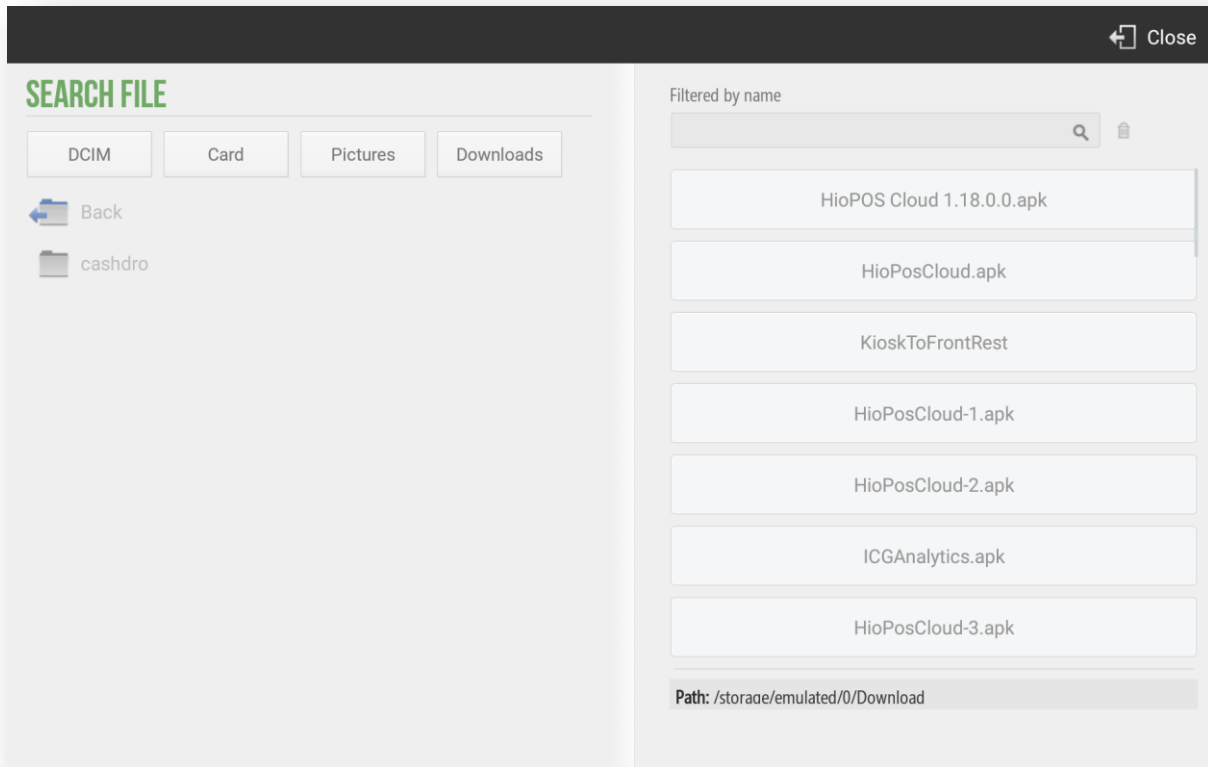 Close
SEARCH FILE
DCIM
Card
Pictures
Downloads
Back
cashdro
Filtered by name
HioPOS Cloud 1.18.0.0.apk
HioPosCloud.apk
KioskToFrontRest
HioPosCloud-1.apk
HioPosCloud-2.apk
ICGAnalytics.apk
HioPosCloud-3.apk
Path: /storage/emulated/0/Download